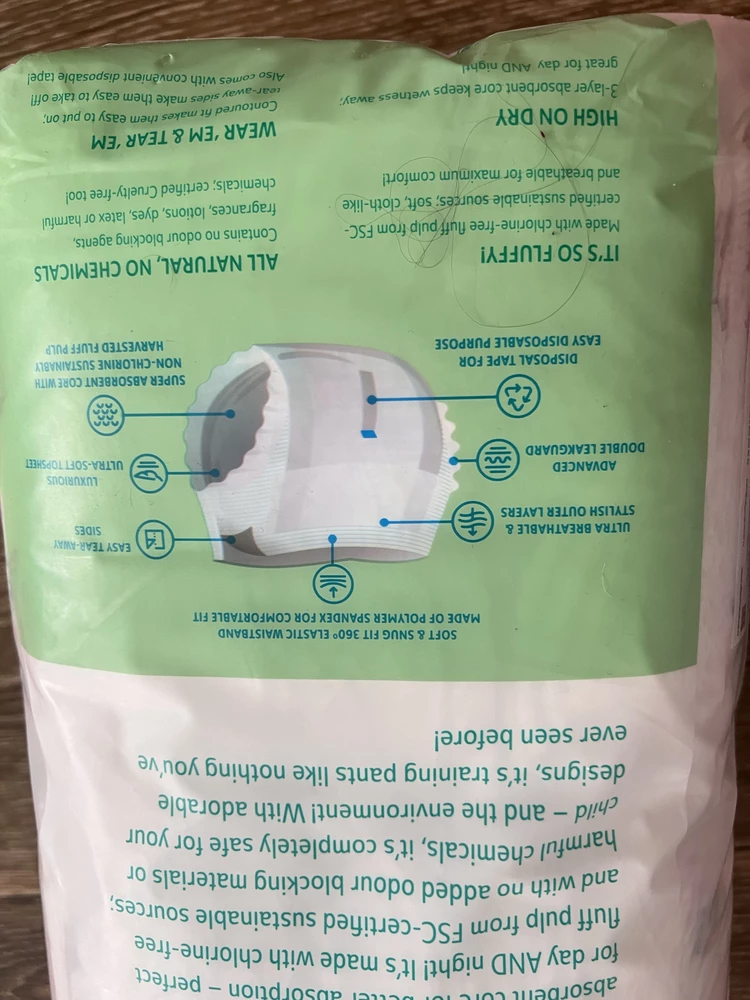 absorbent core for better absorption – perfect
for day AND night! It's made with chlorine-free
fluff pulp from FSC-certified sustainable sources;
and with no added odour blocking materials or
harmful chemicals, it's completely safe for your
child – and the environment! With adorable
designs, it's training pants like nothing you've
ever seen before!
SOFT & SNUG FIT 360° ELASTIC WAISTBAND
MADE OF POLYMER SPANDEX FOR COMFORTABLE FIT
ULTRA BREATHABLE &
STYLISH OUTER LAYERS
EASY TEAR-AWAY
SIDES
ADVANCED
DOUBLE LEAKGUARD
LUXURIOUS
ULTRA-SOFT TOPSHEET
DISPOSAL TAPE FOR
EASY DISPOSABLE PURPOSE
SUPER ABSORBENT CORE WITH
NON-CHLORINE SUSTAINABLY
HARVESTED FLUFF PULP
IT'S SO FLUFFY!
Made with chlorine-free fluff pulp from FSC-
certified sustainable sources; soft, cloth-like
and breathable for maximum comfort!
ALL NATURAL, NO CHEMICALS
Contains no odour blocking agents,
fragrances, lotions, dyes, latex or harmful
chemicals; certified Cruelty-free too!
HIGH ON DRY
3-layer absorbent core keeps wetness away;
great for day AND night!
WEAR 'EM & TEAR 'EM
Contoured fit makes them easy to put on;
tear-away sides make them easy to take off!
Also comes with convenient disposable tape!